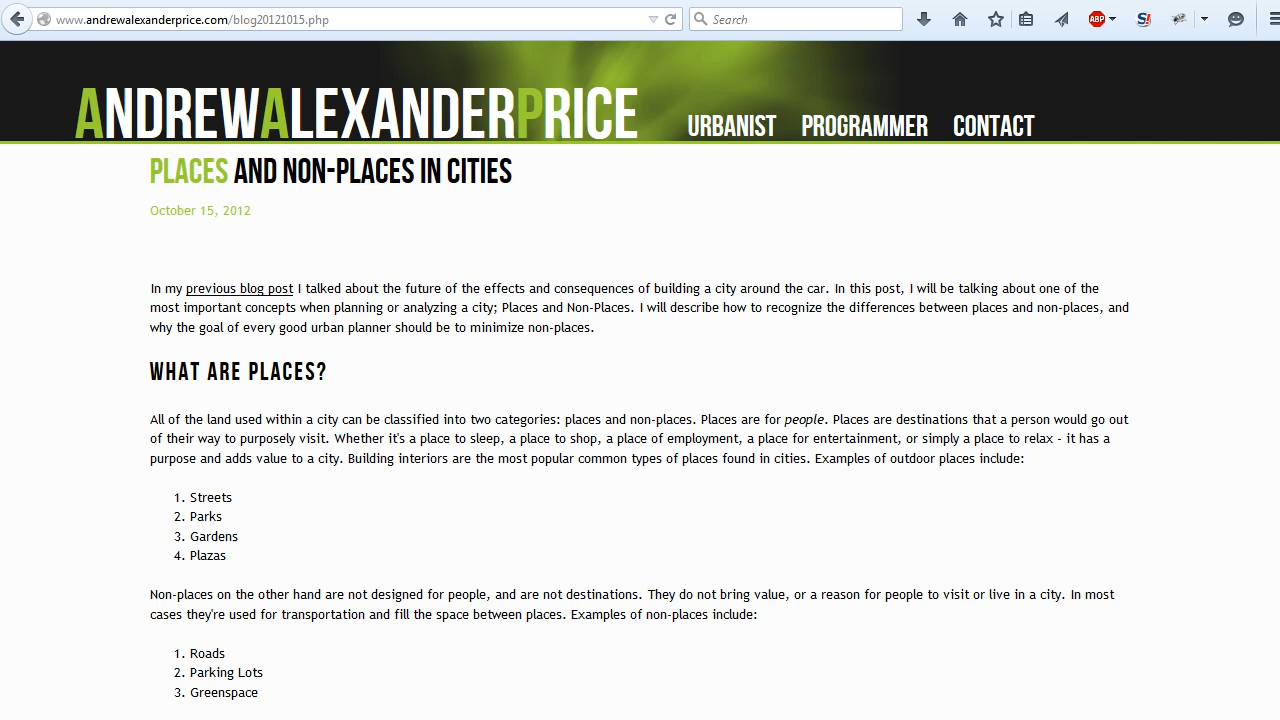 www.andrewalexanderprice.com/blog20121015.php
Search
ABP
S!
ANDREWALEXANDERPRICE
URBANIST PROGRAMMER CONTACT
PLACES AND NON-PLACES IN CITIES
October 15, 2012
In my previous blog post I talked about the future of the effects and consequences of building a city around the car. In this post, I will be talking about one of the
most important concepts when planning or analyzing a city; Places and Non-Places. I will describe how to recognize the differences between places and non-places, and
why the goal of every good urban planner should be to minimize non-places.
WHAT ARE PLACES?
All of the land used within a city can be classified into two categories: places and non-places. Places are for people. Places are destinations that a person would go out
of their way to purposely visit. Whether it's a place to sleep, a place to shop, a place of employment, a place for entertainment, or simply a place to relax - it has a
purpose and adds value to a city. Building interiors are the most popular common types of places found in cities. Examples of outdoor places include:
1. Streets
2. Parks
3. Gardens
4. Plazas
Non-places on the other hand are not designed for people, and are not destinations. They do not bring value, or a reason for people to visit or live in a city. In most
cases they're used for transportation and fill the space between places. Examples of non-places include:
1. Roads
2. Parking Lots
3. Greenspace